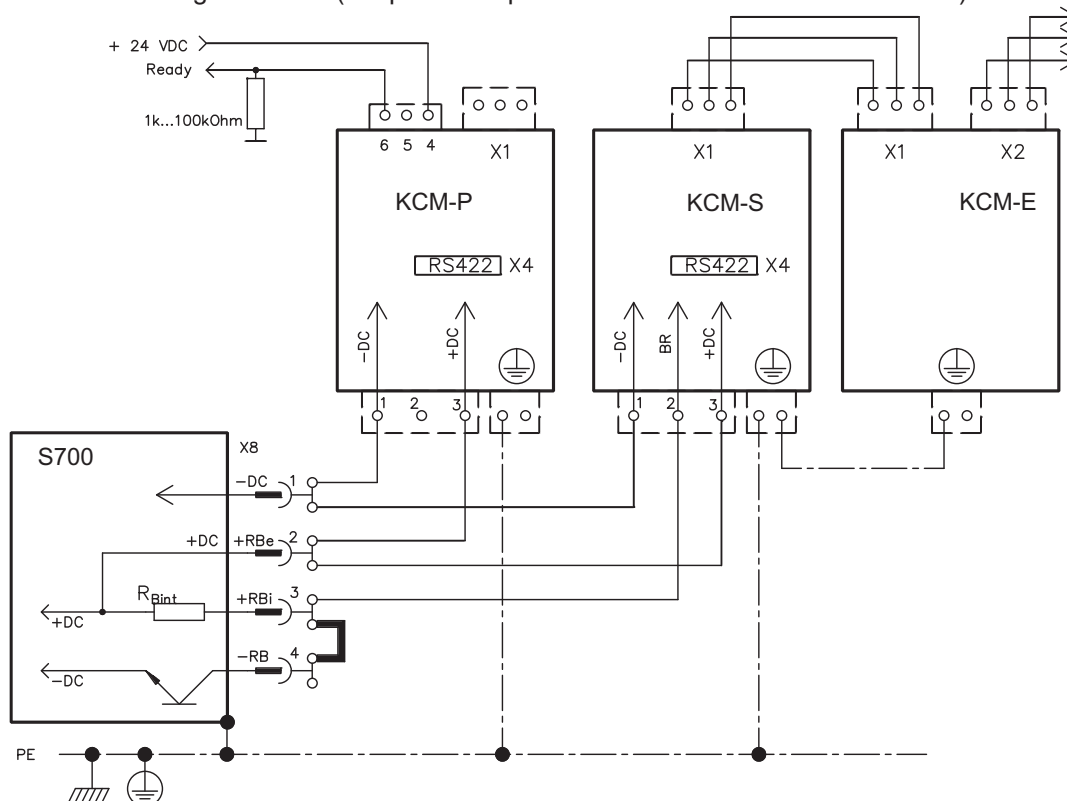 + 24 VDC
Ready
1k...100kOhm
6 5 4
X1
KCM-P
RS422 X4
-DC
+DC
1 2 3
X1
KCM-S
RS422 X4
-DC
BR
+DC
1 2 3
X1
X2
KCM-E
S700
X8
-DC 1
+DC +RBe 2
RBint
+RBi 3
+DC
-RB 4
-DC
PE